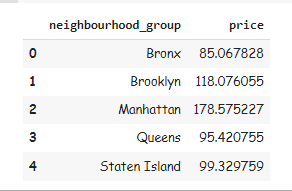 neighbourhood_group price
0 Bronx 85.067828
1 Brooklyn 118.076055
2 Manhattan 178.575227
3 Queens 95.420755
4 Staten Island 99.329759